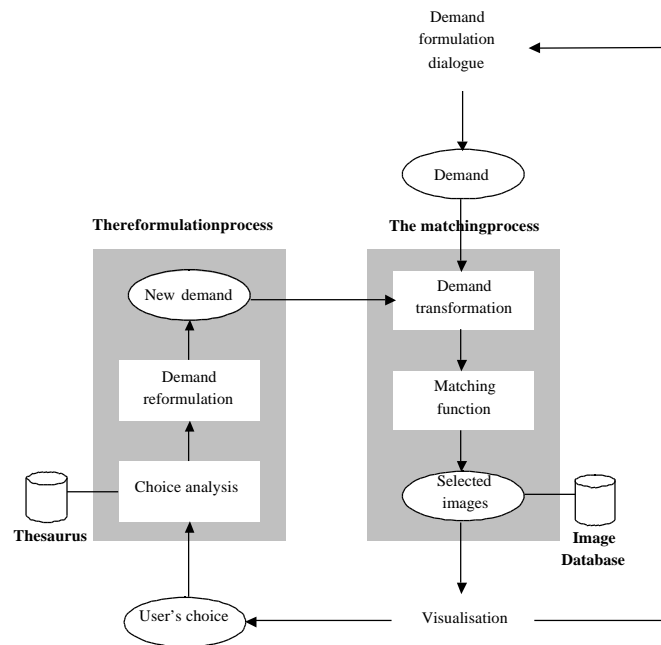 Demand
formulation
dialogue
Demand
Thereformulationprocess
The matchingprocess
New demand
Demand
transformation
Demand
reformulation
Matching
function
Choice analysis
Selected
images
Thesaurus
Image
Database
User's choice
Visualisation